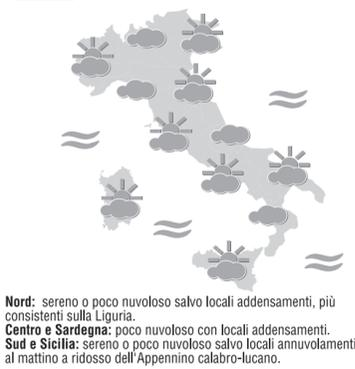 Nord: sereno o poco nuvoloso salvo locali addensamenti, più
consistenti sulla Liguria.
Centro e Sardegna: poco nuvoloso con locali addensamenti.
Sud e Sicilia: sereno o poco nuvoloso salvo locali annuvolamenti
al mattino a ridosso dell'Appennino calabro-lucano.